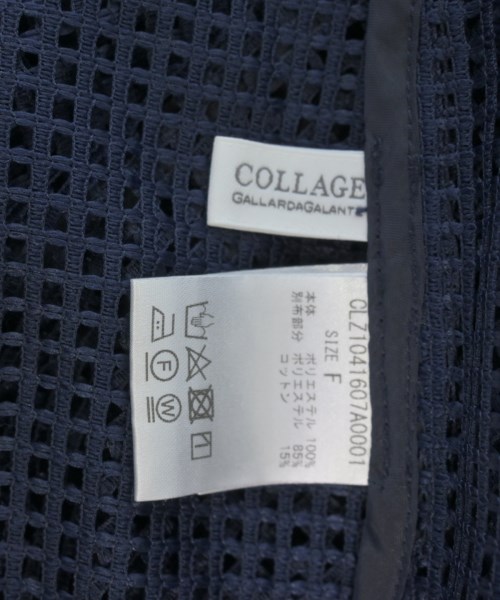 COLLAGE
GALLARDAGALANT
CLZ1041607A0001
SIZE F
本体 ポリエステル 100%
別布部分 ポリエステル 85%
コットン 15%
F
W